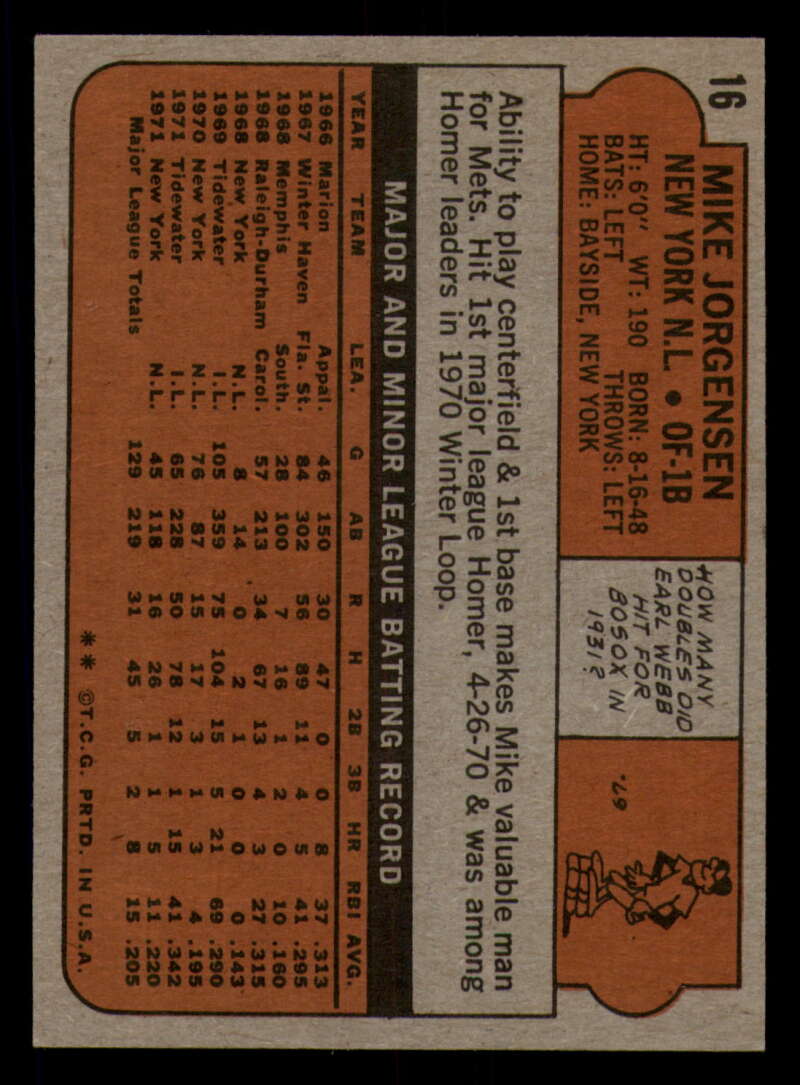 16
MIKE JORGENSEN
NEW YORK N.L. • OF-1B
HT: 6'0" WT: 190 BORN: 8-16-48
BATS: LEFT THROWS: LEFT
HOME: BAYSIDE, NEW YORK
HOW MANY
DOUBLES DID
EARL WEBB
HIT FOR
BOSOX IN
1931?
67.
Ability to play centerfield & 1st base makes Mike valuable man
for Mets. Hit 1st major league Homer, 4-26-70 & was among
Homer leaders in 1970 Winter Loop.
MAJOR AND MINOR LEAGUE BATTING RECORD
YEAR TEAM LEA. G AB R H 2B 3B HR RBI AVG.
1966 Marion Appal. 46 150 30 47 0 0 8 37 .313
1967 Winter Haven Fla. St. 84 302 56 89 11 4 5 41 .295
1968 Memphis South. 28 100 7 16 1 2 0 10 .160
1968 Raleigh-Durham Carol. 57 213 34 67 13 4 3 27 .315
1968 New York N.L. 8 14 0 2 1 0 0 0 .143
1969 Tidewater I.L. 105 359 75 104 15 5 21 69 .290
1970 New York N.L. 76 87 15 17 3 1 3 4 .195
1971 Tidewater I.L. 65 228 50 78 12 1 15 41 .342
1971 New York N.L. 45 118 16 26 1 1 5 11 .220
Major League Totals 129 219 31 45 5 2 8 15 .205
** ©T.C.G. PRTD. IN U.S.A.